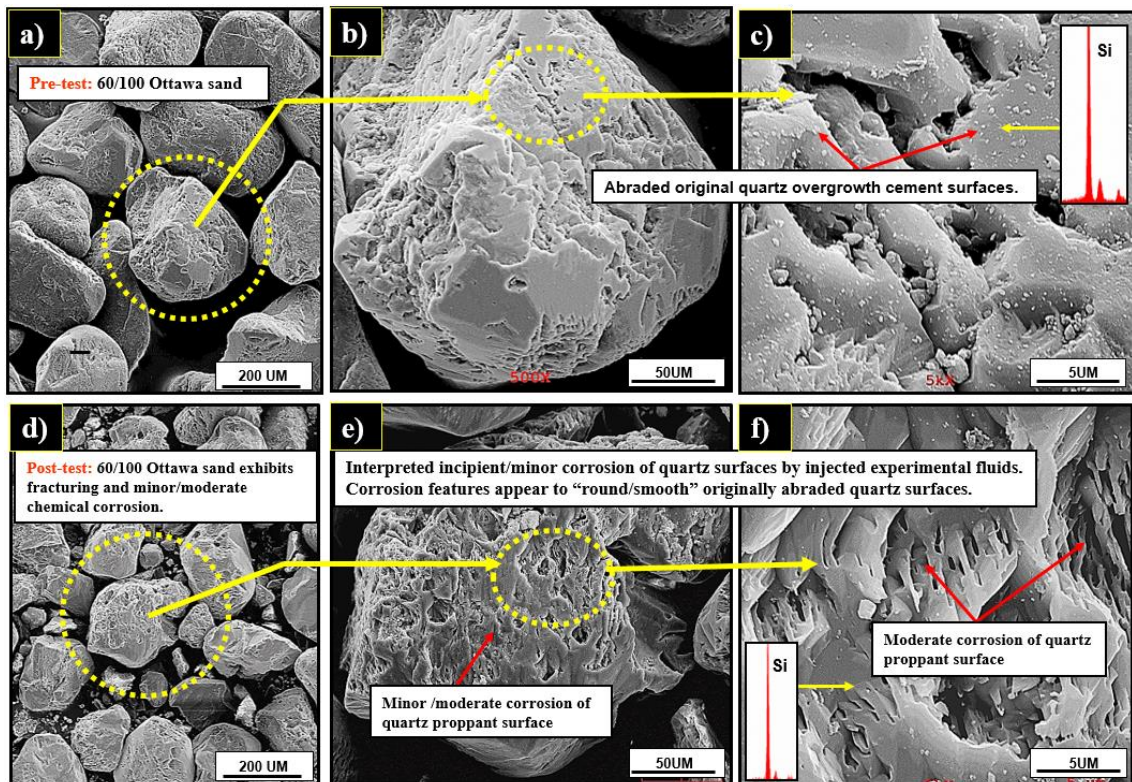 a)
Pre-test: 60/100 Ottawa sand
200 UM
b)
500X
50UM
c)
Si
Abraded original quartz overgrowth cement surfaces.
5kX
5UM
d)
Post-test: 60/100 Ottawa sand exhibits
fracturing and minor/moderate
chemical corrosion.
200 UM
e)
Interpreted incipient/minor corrosion of quartz surfaces by injected experimental fluids.
Corrosion features appear to “round/smooth” originally abraded quartz surfaces.
Minor /moderate corrosion of
quartz proppant surface
50UM
f)
Moderate corrosion of quartz
proppant surface
Si
5UM